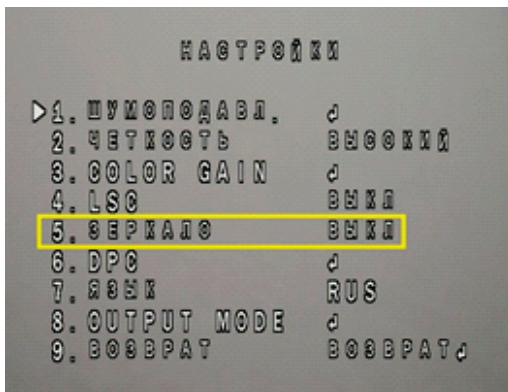 НАСТРОЙКИ
1. ШУМОПОДАВЛ. ↲
2. ЧЕТКОСТЬ ВЫСОКИЙ
3. COLOR GAIN ↲
4. LSC ВЫКЛ
5. ЗЕРКАЛО ВЫКЛ
6. DPC ↲
7. ЯЗЫК RUS
8. OUTPUT MODE ↲
9. ВОЗВРАТ ВОЗВРАТ↲